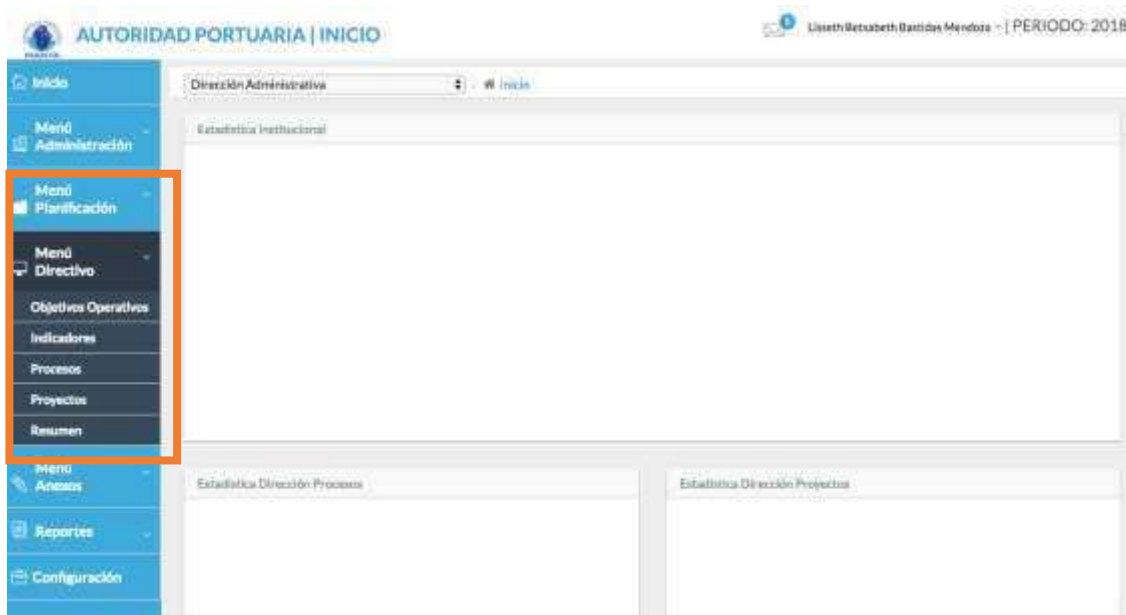 AUTORIDAD PORTUARIA | INICIO
Lisseth Betsabeth Bastidas Mendoza - | PERIODO: 2018
Inicio
Dirección Administrativa
Inicio
Menú
Administración
Estadística Institucional
Menú
Planificación
Menú
Directivo
Objetivos Operativos
Indicadores
Procesos
Proyectos
Resumen
Menú
Anexos
Estadística Dirección Procesos
Estadística Dirección Proyectos
Reportes
Configuración